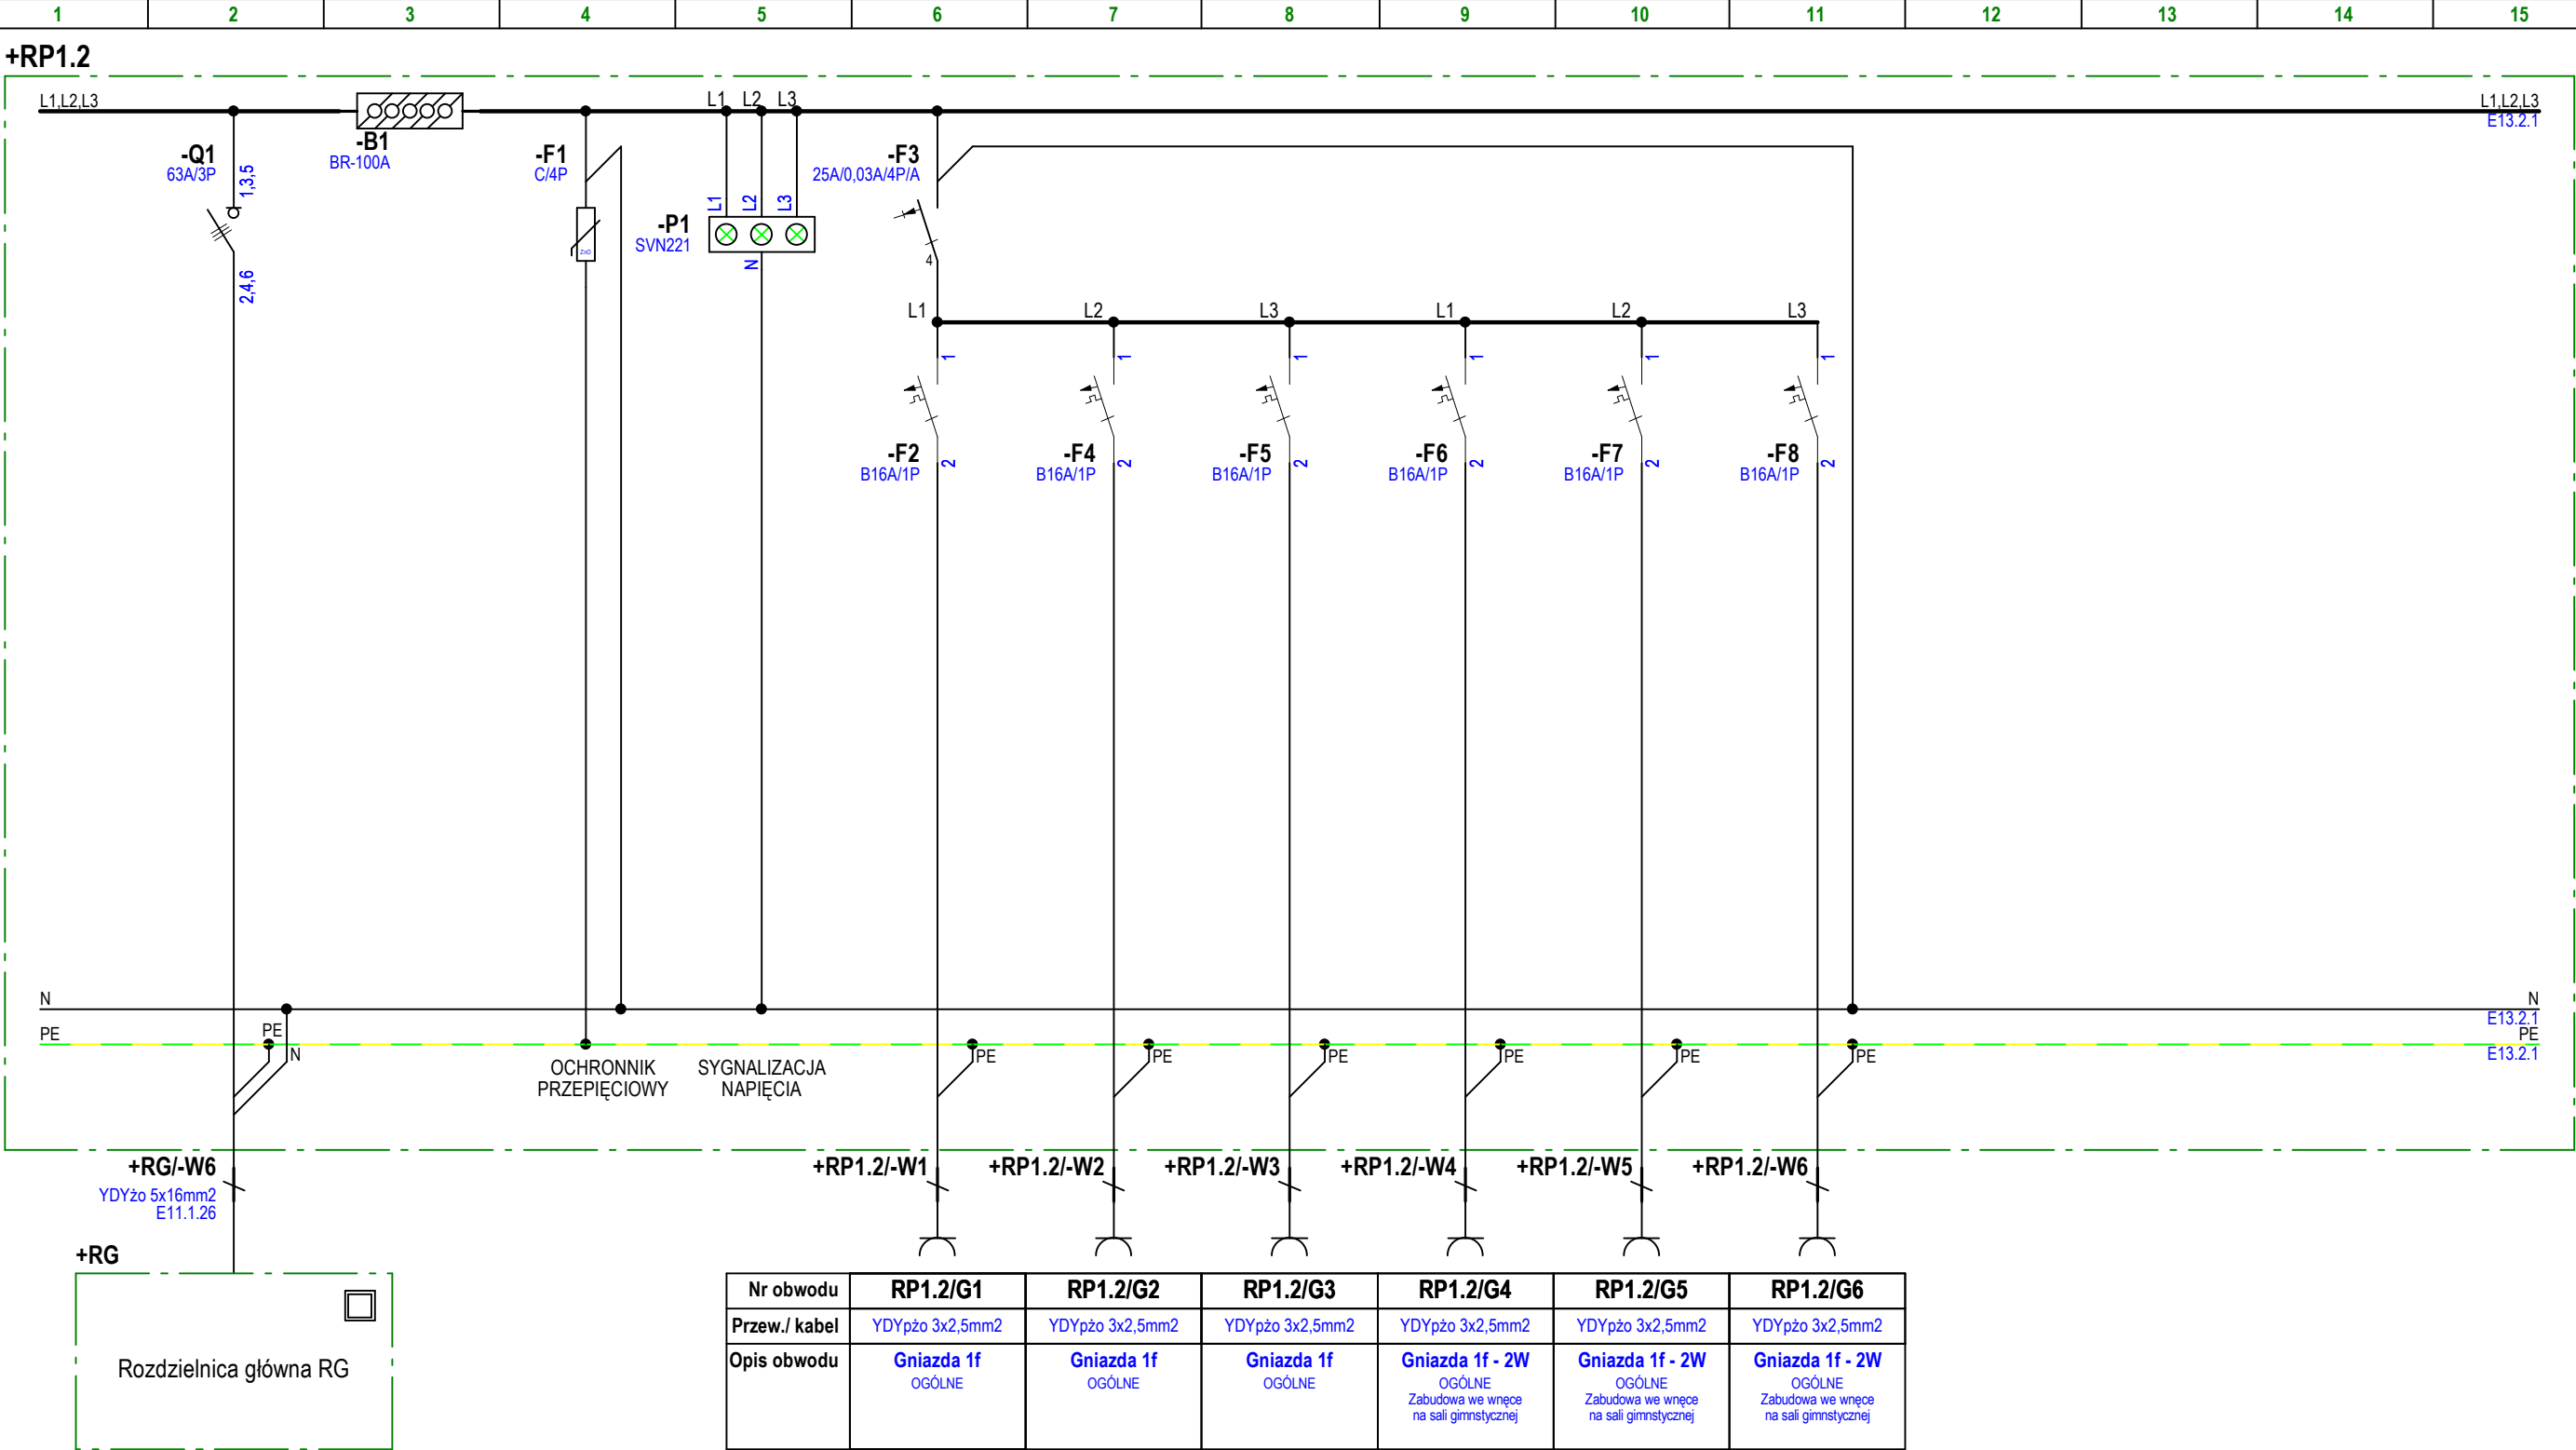 1 2 3 4 5 6 7 8 9 10 11 12 13 14 15
+RP1.2
L1,L2,L3
L1 L2 L3
L1,L2,L3
E13.2.1
-Q1
63A/3P
1,3,5
2,4,6
-B1
BR-100A
-F1
C/4P
ZnO
-P1
SVN221
L1
L2
L3
N
-F3
25A/0,03A/4P/A
4
L1 L2 L3 L1 L2 L3
1 1 1 1 1 1
-F2
B16A/1P
2
-F4
B16A/1P
2
-F5
B16A/1P
2
-F6
B16A/1P
2
-F7
B16A/1P
2
-F8
B16A/1P
2
N
N
E13.2.1
PE
PE
E13.2.1
PE
N
OCHRONNIK
PRZEPIĘCIOWY
SYGNALIZACJA
NAPIĘCIA
PE PE PE PE PE PE
+RG/-W6
YDYżo 5x16mm2
E11.1.26
+RP1.2/-W1 +RP1.2/-W2 +RP1.2/-W3 +RP1.2/-W4 +RP1.2/-W5 +RP1.2/-W6
+RG
Rozdzielnica główna RG
Nr obwodu RP1.2/G1 RP1.2/G2 RP1.2/G3 RP1.2/G4 RP1.2/G5 RP1.2/G6
Przew./ kabel YDYpżo 3x2,5mm2 YDYpżo 3x2,5mm2 YDYpżo 3x2,5mm2 YDYpżo 3x2,5mm2 YDYpżo 3x2,5mm2 YDYpżo 3x2,5mm2
Opis obwodu Gniazda 1f Gniazda 1f Gniazda 1f Gniazda 1f - 2W Gniazda 1f - 2W Gniazda 1f - 2W
OGÓLNE OGÓLNE OGÓLNE OGÓLNE OGÓLNE OGÓLNE
Zabudowa we wnęce Zabudowa we wnęce Zabudowa we wnęce
na sali gimnstycznej na sali gimnstycznej na sali gimnstycznej